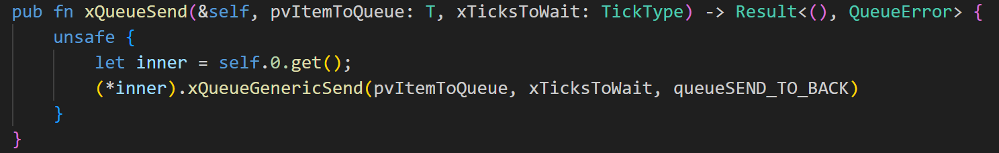 pub fn xQueueSend(&self, pvItemToQueue: T, xTicksToWait: TickType) -> Result<(), QueueError> {
    unsafe {
        let inner = self.0.get();
        (*inner).xQueueGenericSend(pvItemToQueue, xTicksToWait, queueSEND_TO_BACK)
    }
}